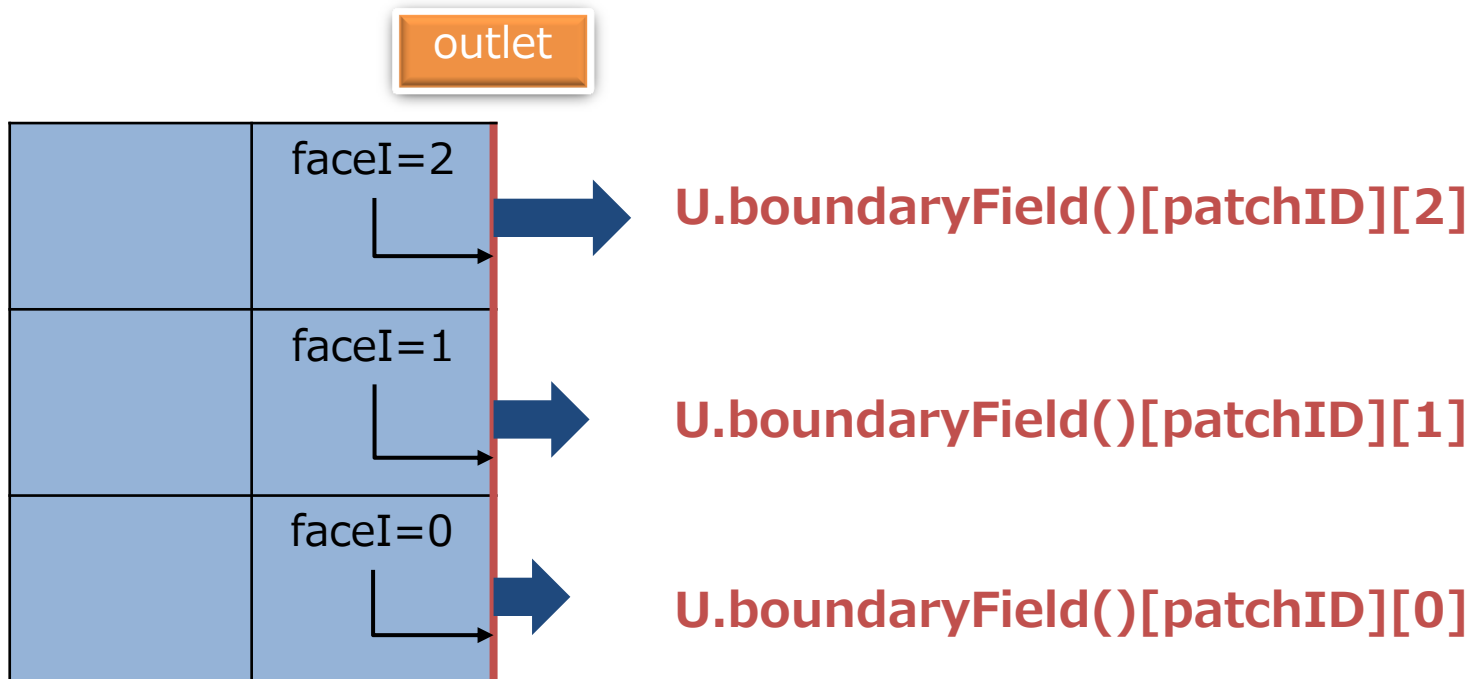 outlet
faceI=2
U.boundaryField()[patchID][2]
faceI=1
U.boundaryField()[patchID][1]
faceI=0
U.boundaryField()[patchID][0]